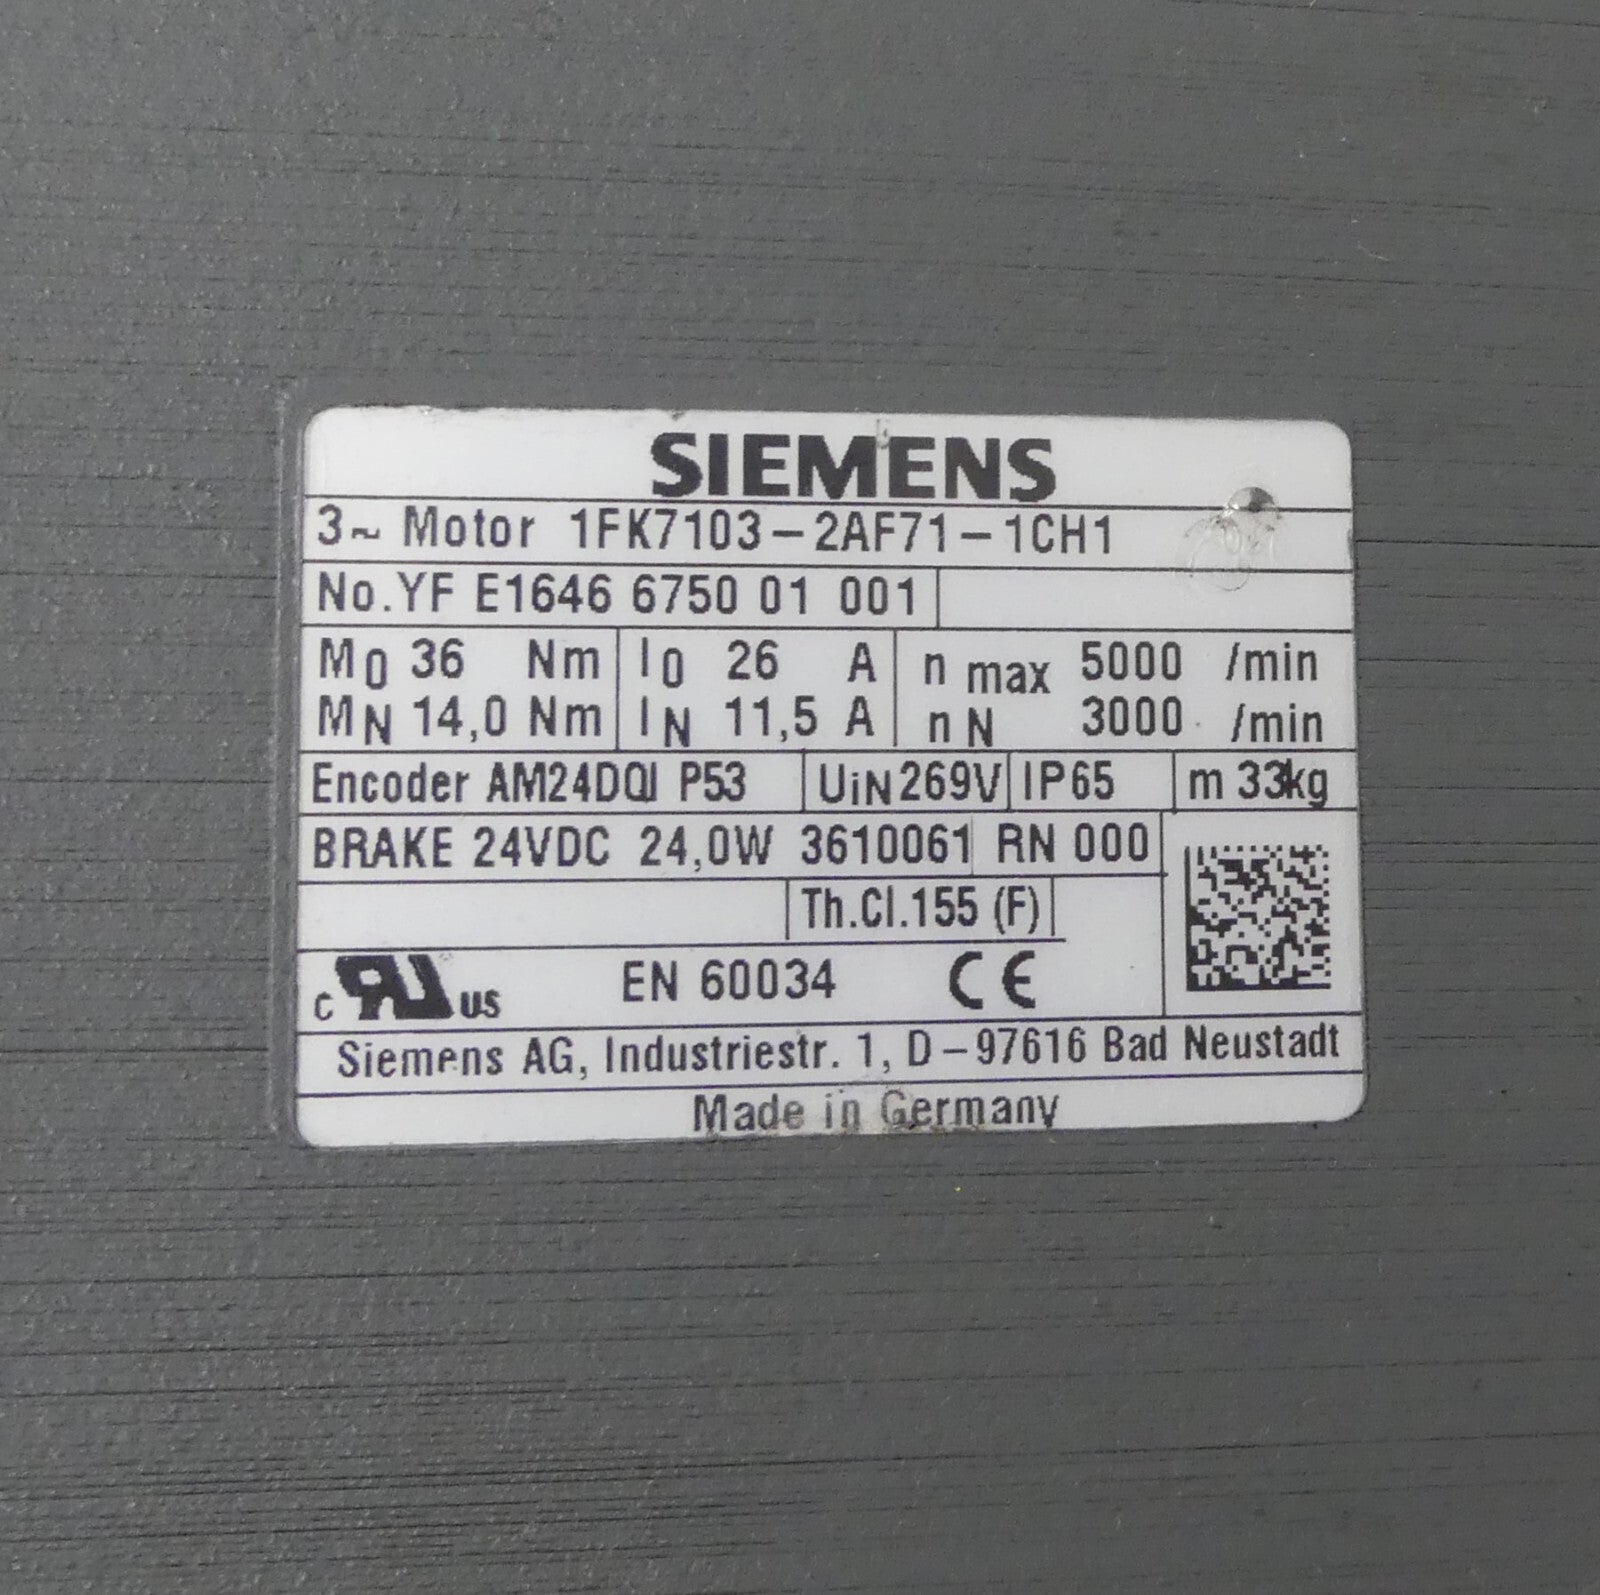 SIEMENS
3~ Motor 1FK7103-2AF71-1CH1
No.YF E1646 6750 01 001
M0 36 Nm I0 26 A n max 5000 /min
MN 14,0 Nm IN 11,5 A n N 3000 /min
Encoder AM24DQI P53 UiN 269V IP65 m 33kg
BRAKE 24VDC 24,0W 3610061 RN 000
Th.Cl.155 (F)
c RU US EN 60034 CE
Siemens AG, Industriestr. 1, D-97616 Bad Neustadt
Made in Germany